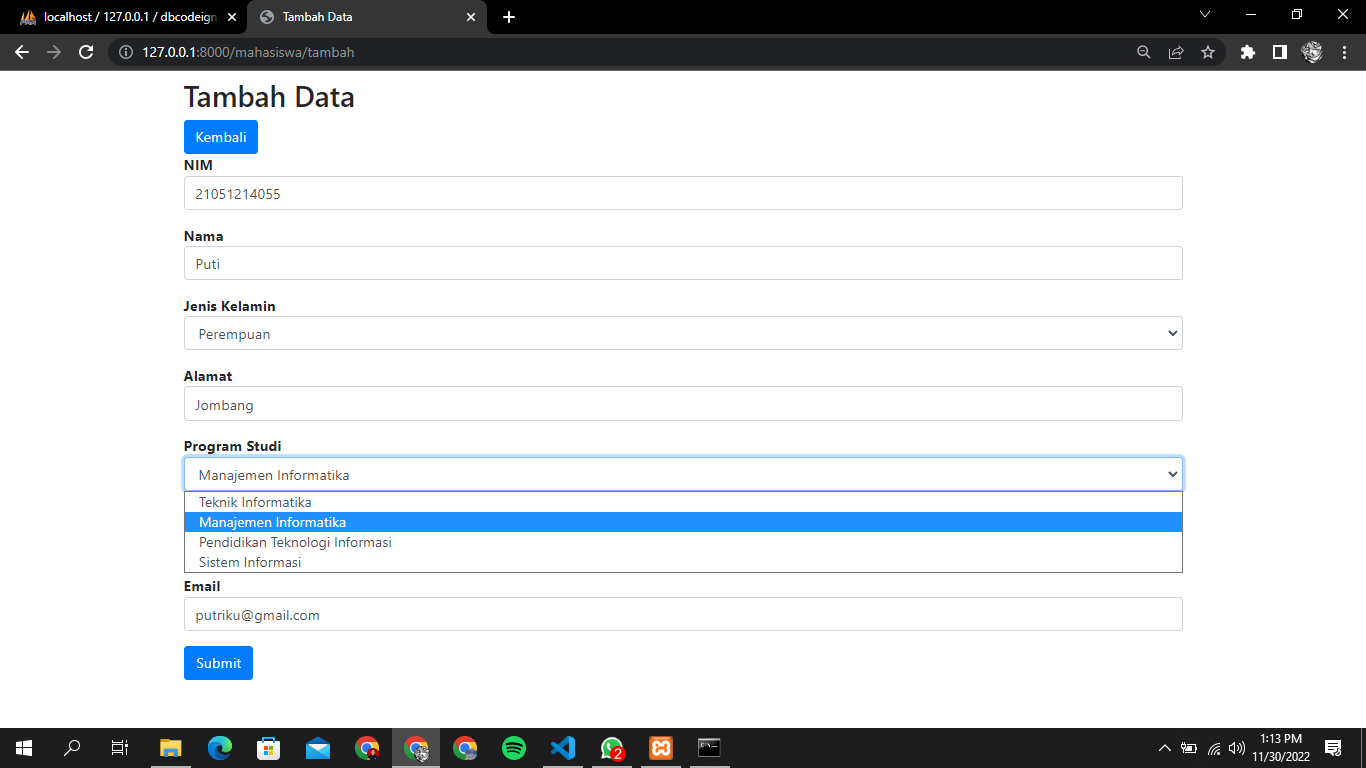 localhost / 127.0.0.1 / dbcodeign
Tambah Data
127.0.0.1:8000/mahasiswa/tambah
Tambah Data
Kembali
NIM
21051214055
Nama
Puti
Jenis Kelamin
Perempuan
Alamat
Jombang
Program Studi
Manajemen Informatika
Teknik Informatika
Manajemen Informatika
Pendidikan Teknologi Informasi
Sistem Informasi
Email
putriku@gmail.com
Submit
2
1:13 PM
11/30/2022